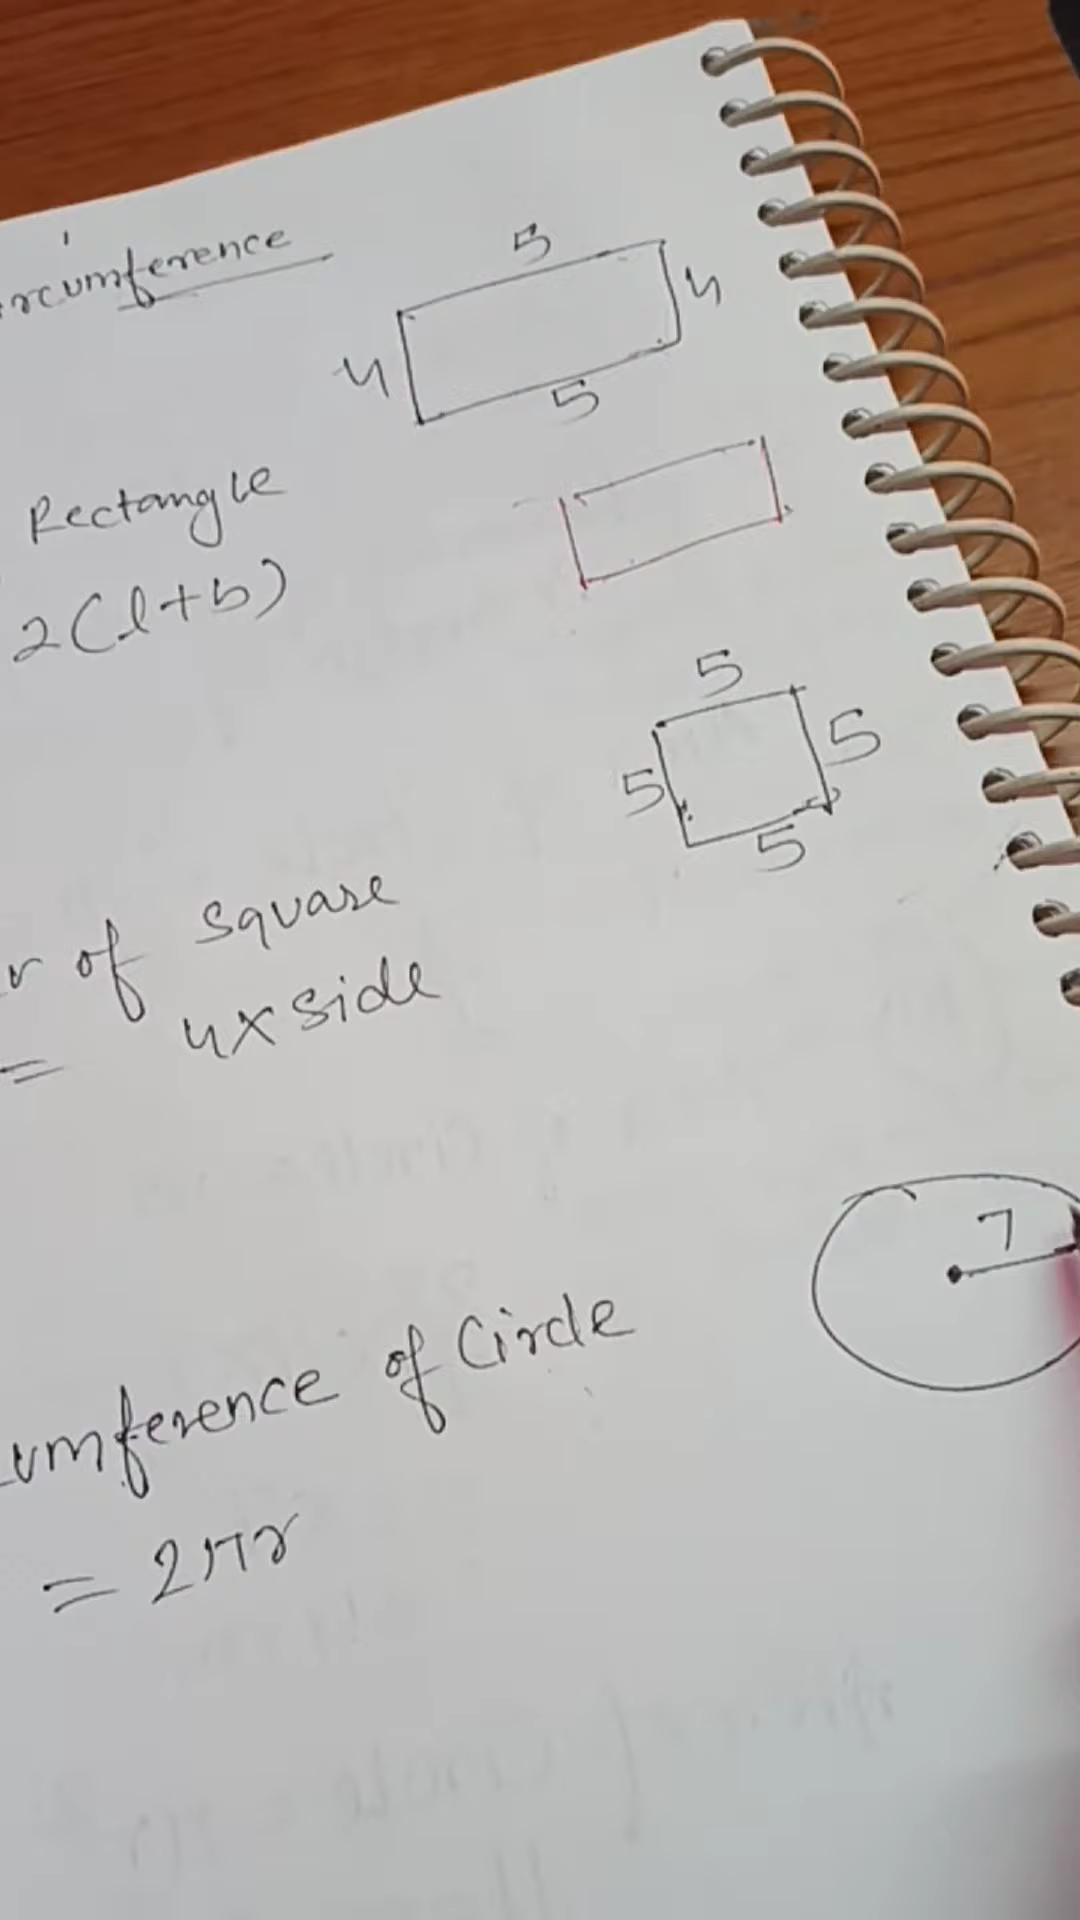 rcumference
5
4
4
5
Rectangle
2(l+b)
5
5
5
5
r of square
= 4×side
7
umference of Circle
= 2πr